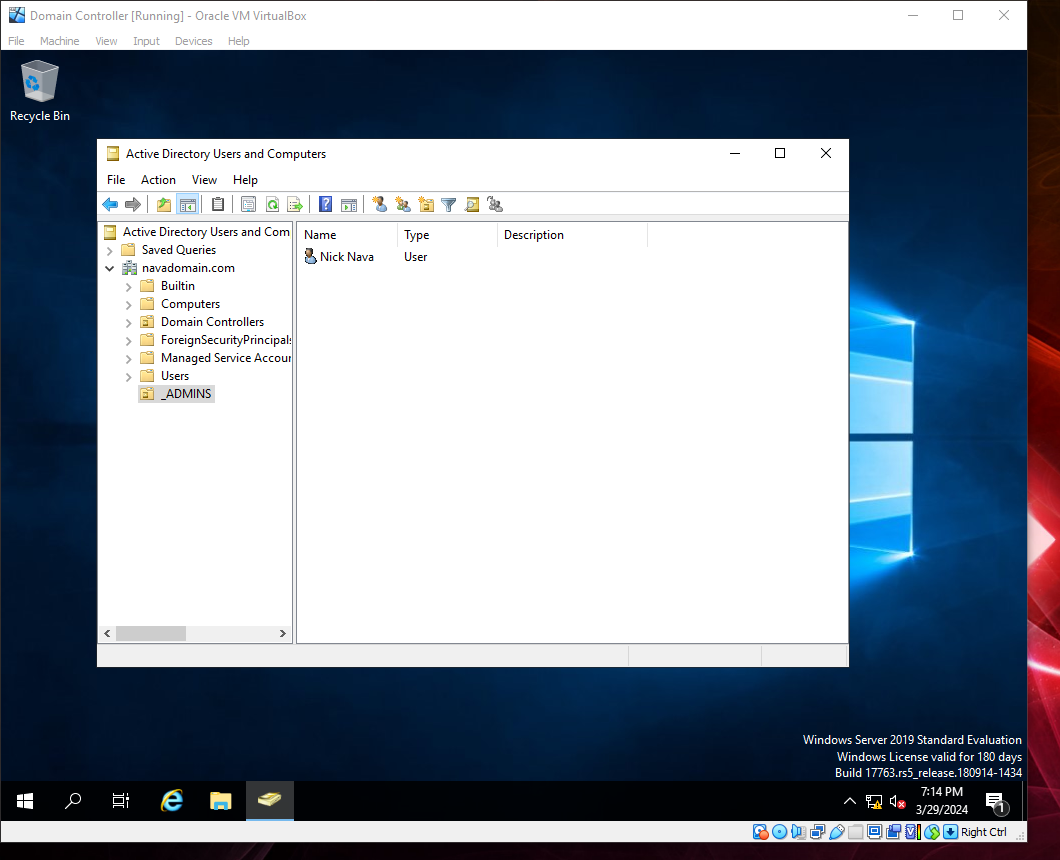 Domain Controller [Running] - Oracle VM VirtualBox
File Machine View Input Devices Help
Recycle Bin
Active Directory Users and Computers
File Action View Help
Active Directory Users and Com
Saved Queries
navadomain.com
Builtin
Computers
Domain Controllers
ForeignSecurityPrincipals
Managed Service Accour
Users
_ADMINS
Name Type Description
Nick Nava User
Windows Server 2019 Standard Evaluation
Windows License valid for 180 days
Build 17763.rs5_release.180914-1434
7:14 PM
3/29/2024
1
Right Ctrl